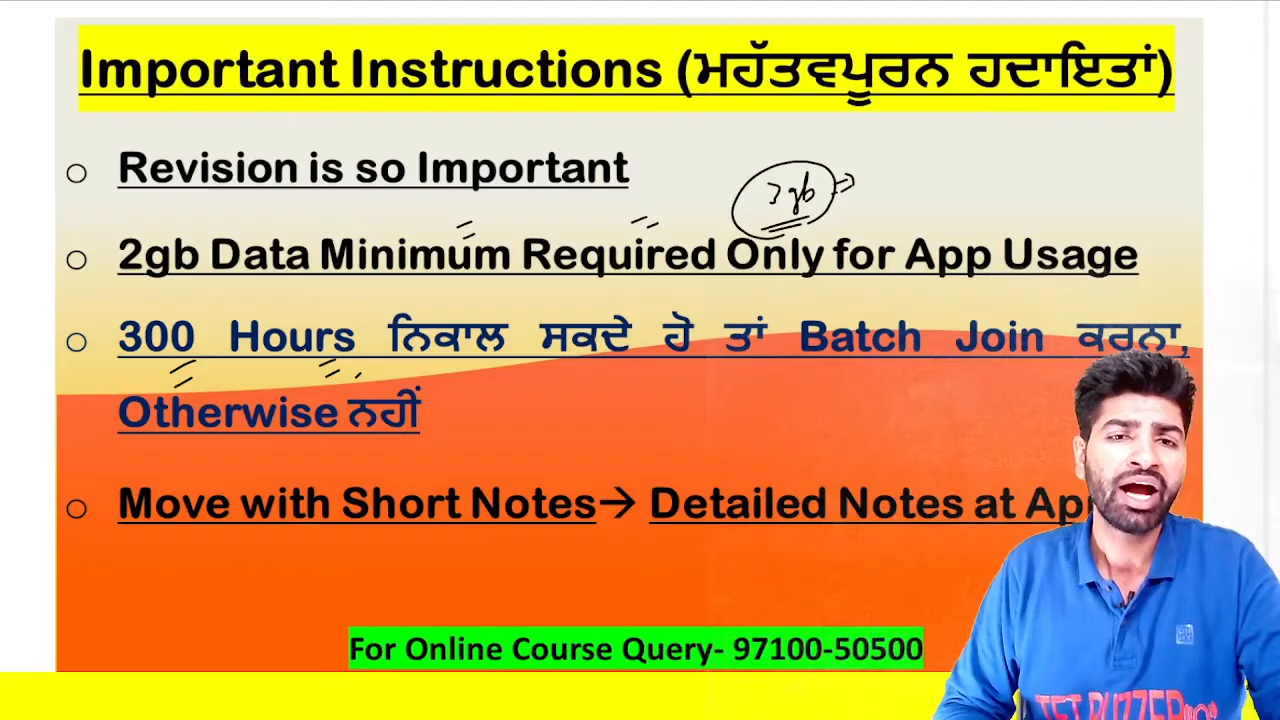 Important Instructions (ਮਹੱਤਵਪੂਰਨ ਹਦਾਇਤਾਂ)
o Revision is so Important
3gb
o 2gb Data Minimum Required Only for App Usage
o 300 Hours ਨਿਕਾਲ ਸਕਦੇ ਹੋ ਤਾਂ Batch Join ਕਰਨਾ,
Otherwise ਨਹੀਂ
o Move with Short Notes→ Detailed Notes at Ap
For Online Course Query- 97100-50500